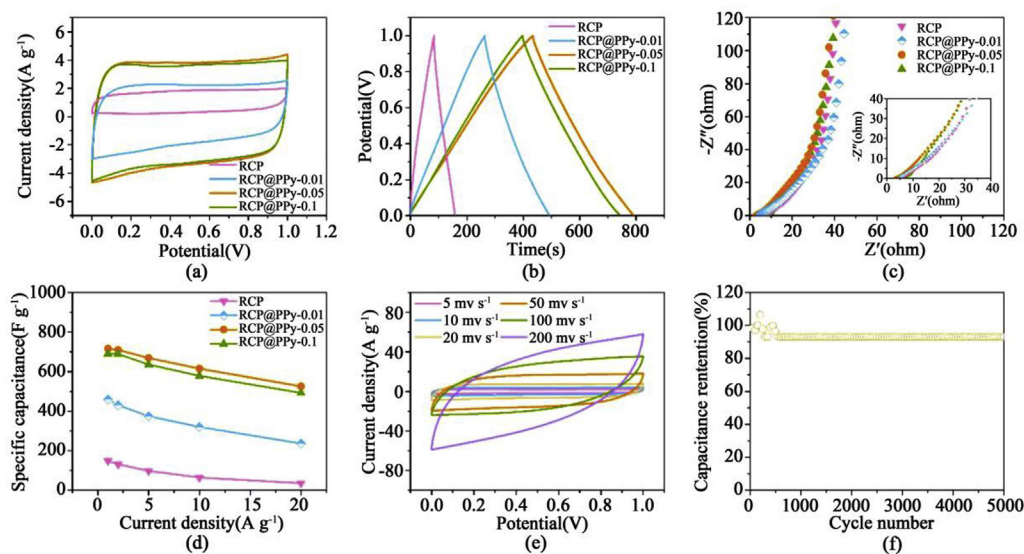 Current density(A g⁻¹)
6
4
2
0
-2
-4
-6
RCP
RCP@PPy-0.01
RCP@PPy-0.05
RCP@PPy-0.1
0.0 0.2 0.4 0.6 0.8 1.0 1.2
Potential(V)
(a)
Potential(V)
1.0
0.8
0.6
0.4
0.2
0.0
RCP
RCP@PPy-0.01
RCP@PPy-0.05
RCP@PPy-0.1
0 200 400 600 800
Time(s)
(b)
-Z″(ohm)
120
100
80
60
40
20
0
RCP
RCP@PPy-0.01
RCP@PPy-0.05
RCP@PPy-0.1
-Z″(ohm)
40
30
20
10
0
0 10 20 30 40
Z′(ohm)
0 20 40 60 80 100 120
Z′(ohm)
(c)
Specific capacitance(F g⁻¹)
1000
800
600
400
200
0
RCP
RCP@PPy-0.01
RCP@PPy-0.05
RCP@PPy-0.1
0 5 10 15 20
Current density(A g⁻¹)
(d)
Current density(A g⁻¹)
80
40
0
-40
-80
5 mv s⁻¹ 50 mv s⁻¹
10 mv s⁻¹ 100 mv s⁻¹
20 mv s⁻¹ 200 mv s⁻¹
0.0 0.2 0.4 0.6 0.8 1.0
Potential(V)
(e)
Capacitance rentention(%)
120
100
80
60
40
20
0
0 1000 2000 3000 4000 5000
Cycle number
(f)